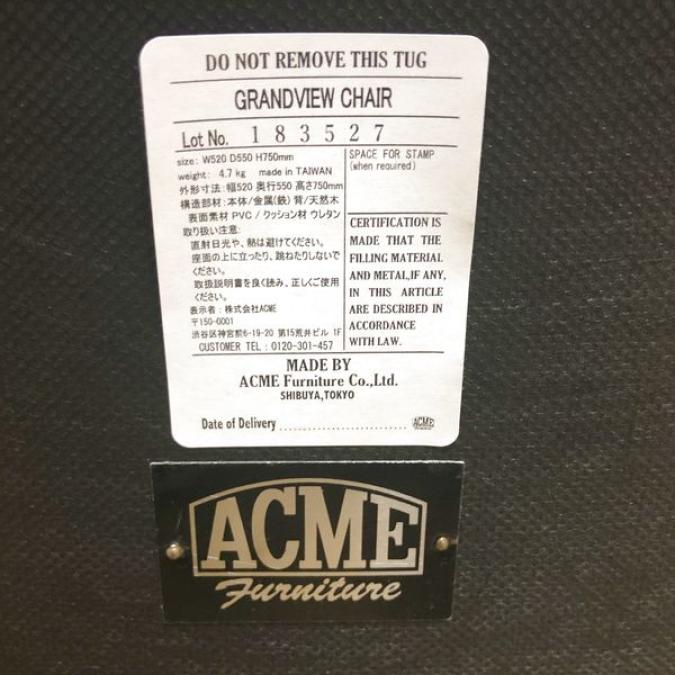 DO NOT REMOVE THIS TUG
GRANDVIEW CHAIR
Lot No. 183527
size: W520 D550 H750mm
weight: 4.7 kg made in TAIWAN
外形寸法:幅520 奥行550 高さ750mm
構造部材:本体/金属(鉄) 背/天然木
表面素材 PVC / クッション材 ウレタン
取り扱い注意:
直射日光や、熱は避けてください。
座面の上に立ったり、跳ねたりしないで
ください。
取扱説明書を良く読み、正しくご使用
ください。
表示者:株式会社ACME
〒150-0001
渋谷区神宮前6-19-20 第15荒井ビル 1F
CUSTOMER TEL : 0120-301-457
SPACE FOR STAMP
(when required)
CERTIFICATION IS
MADE THAT THE
FILLING MATERIAL
AND METAL,IF ANY,
IN THIS ARTICLE
ARE DESCRIBED IN
ACCORDANCE
WITH LAW.
MADE BY
ACME Furniture Co.,Ltd.
SHIBUYA,TOKYO
Date of Delivery ........................
ACME
ACME
Furniture